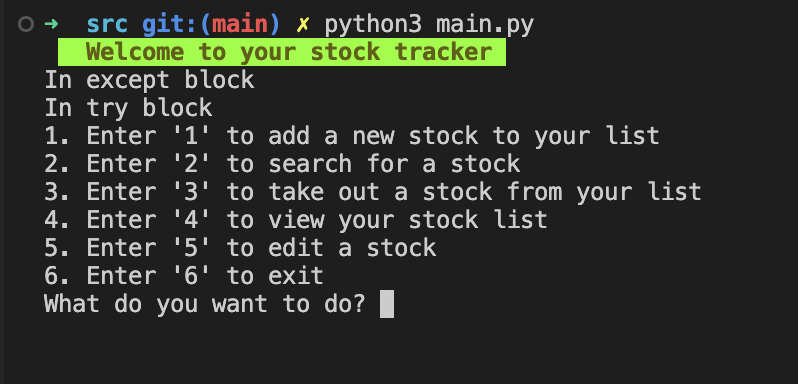 ➜ src git:(main) ✗ python3 main.py
Welcome to your stock tracker
In except block
In try block
1. Enter '1' to add a new stock to your list
2. Enter '2' to search for a stock
3. Enter '3' to take out a stock from your list
4. Enter '4' to view your stock list
5. Enter '5' to edit a stock
6. Enter '6' to exit
What do you want to do?